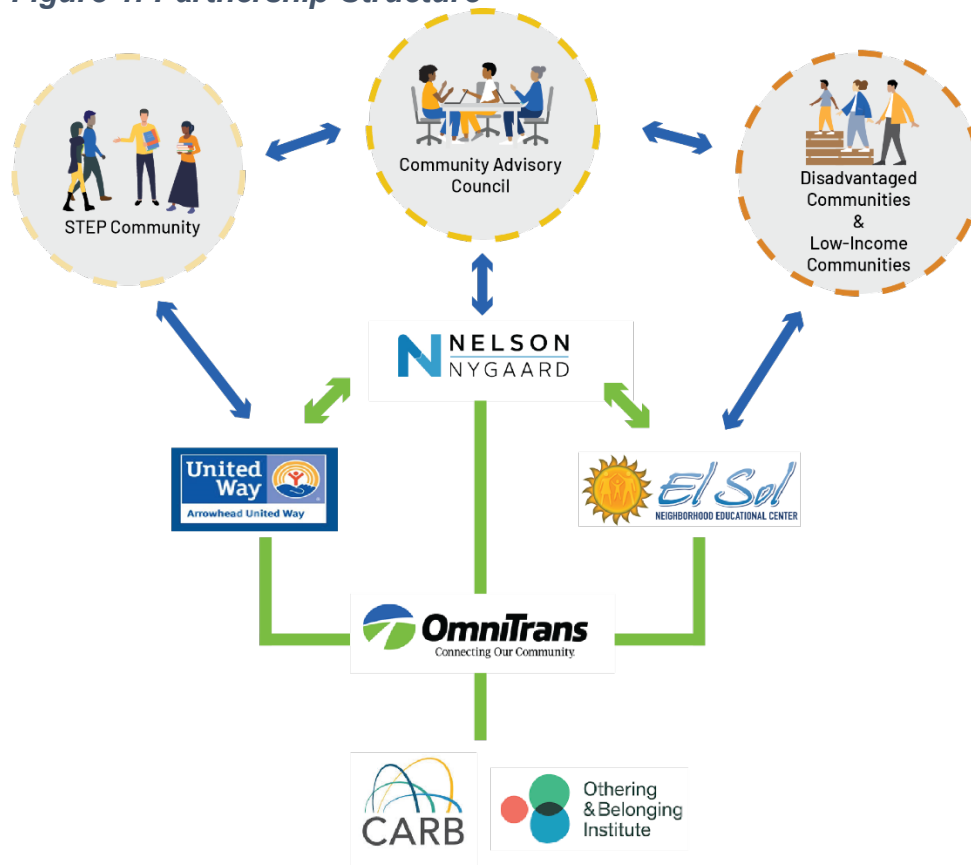 Figure 1. Partnership Structure
Community Advisory
Council
STEP Community
Disadvantaged
Communities
&
Low-Income
Communities
NELSON
NYGAARD
United
Way
Arrowhead United Way
El Sol
NEIGHBORHOOD EDUCATIONAL CENTER
OmniTrans
Connecting Our Community.
CARB
Othering
& Belonging
Institute